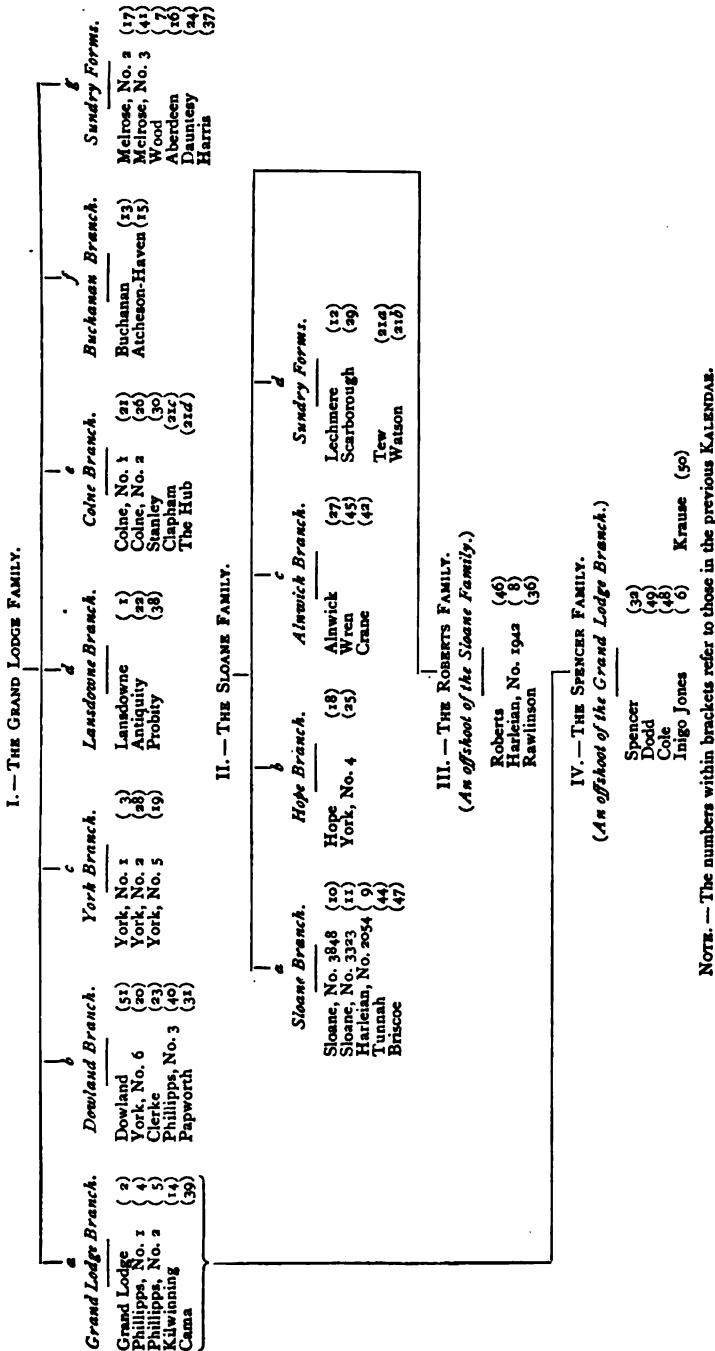 I.—THE GRAND LODGE FAMILY.
a
Grand Lodge Branch.
Grand Lodge ( 2)
Phillipps, No. 1 ( 4)
Phillipps, No. 2 ( 5)
Kilwinning (14)
Cama (39)
b
Dowland Branch.
Dowland (51)
York, No. 6 (20)
Clerke (23)
Phillipps, No. 3 (40)
Papworth (31)
c
York Branch.
York, No. 1 ( 3)
York, No. 2 (28)
York, No. 5 (19)
d
Lansdowne Branch.
Lansdowne ( 1)
Antiquity (22)
Probity (38)
e
Colne Branch.
Colne, No. 1 (21)
Colne, No. 2 (26)
Stanley (30)
Clapham (21c)
The Hub (21d)
f
Buchanan Branch.
Buchanan (13)
Atcheson-Haven (15)
g
Sundry Forms.
Melrose, No. 2 (17)
Melrose, No. 3 (41)
Wood ( 7)
Aberdeen (16)
Dauntesy (24)
Harris (37)
II.—THE SLOANE FAMILY.
a
Sloane Branch.
Sloane, No. 3848 (10)
Sloane, No. 3323 (11)
Harleian, No. 2054 ( 9)
Tunnah (44)
Briscoe (47)
b
Hope Branch.
Hope (18)
York, No. 4 (25)
c
Alnwick Branch.
Alnwick (27)
Wren (45)
Crane (42)
d
Sundry Forms.
Lechmere (12)
Scarborough (29)
Tew (21a)
Watson (21b)
III.—THE ROBERTS FAMILY.
(An offshoot of the Sloane Family.)
Roberts (46)
Harleian, No. 1942 ( 8)
Rawlinson (36)
IV.—THE SPENCER FAMILY.
(An offshoot of the Grand Lodge Branch.)
Spencer (32)
Dodd (49)
Cole (48)
Inigo Jones ( 6)
Krause (50)
NOTE.—The numbers within brackets refer to those in the previous KALENDAR.